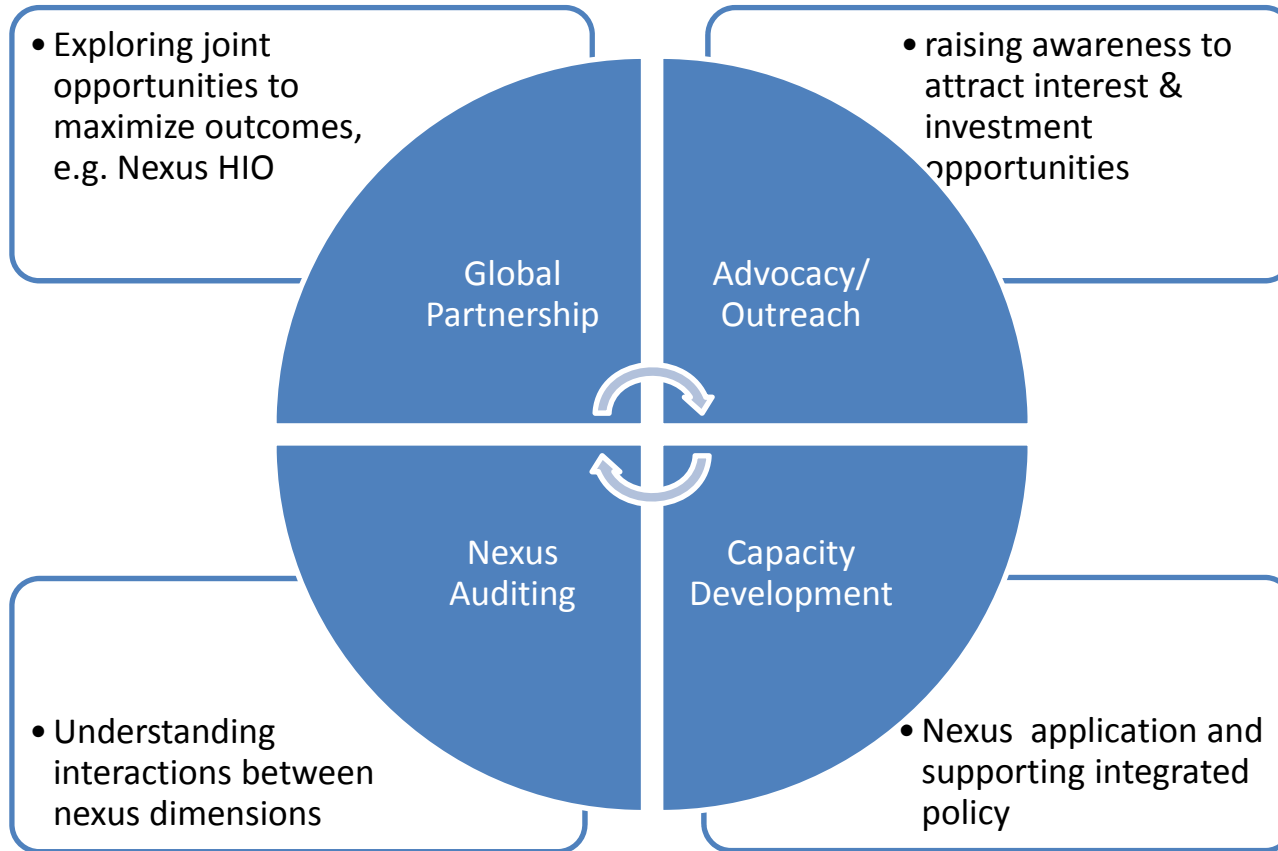 • Exploring joint
opportunities to
maximize outcomes,
e.g. Nexus HIO
• raising awareness to
attract interest &
investment
opportunities
Global
Partnership
Advocacy/
Outreach
Nexus
Auditing
Capacity
Development
• Understanding
interactions between
nexus dimensions
• Nexus  application and
supporting integrated
policy